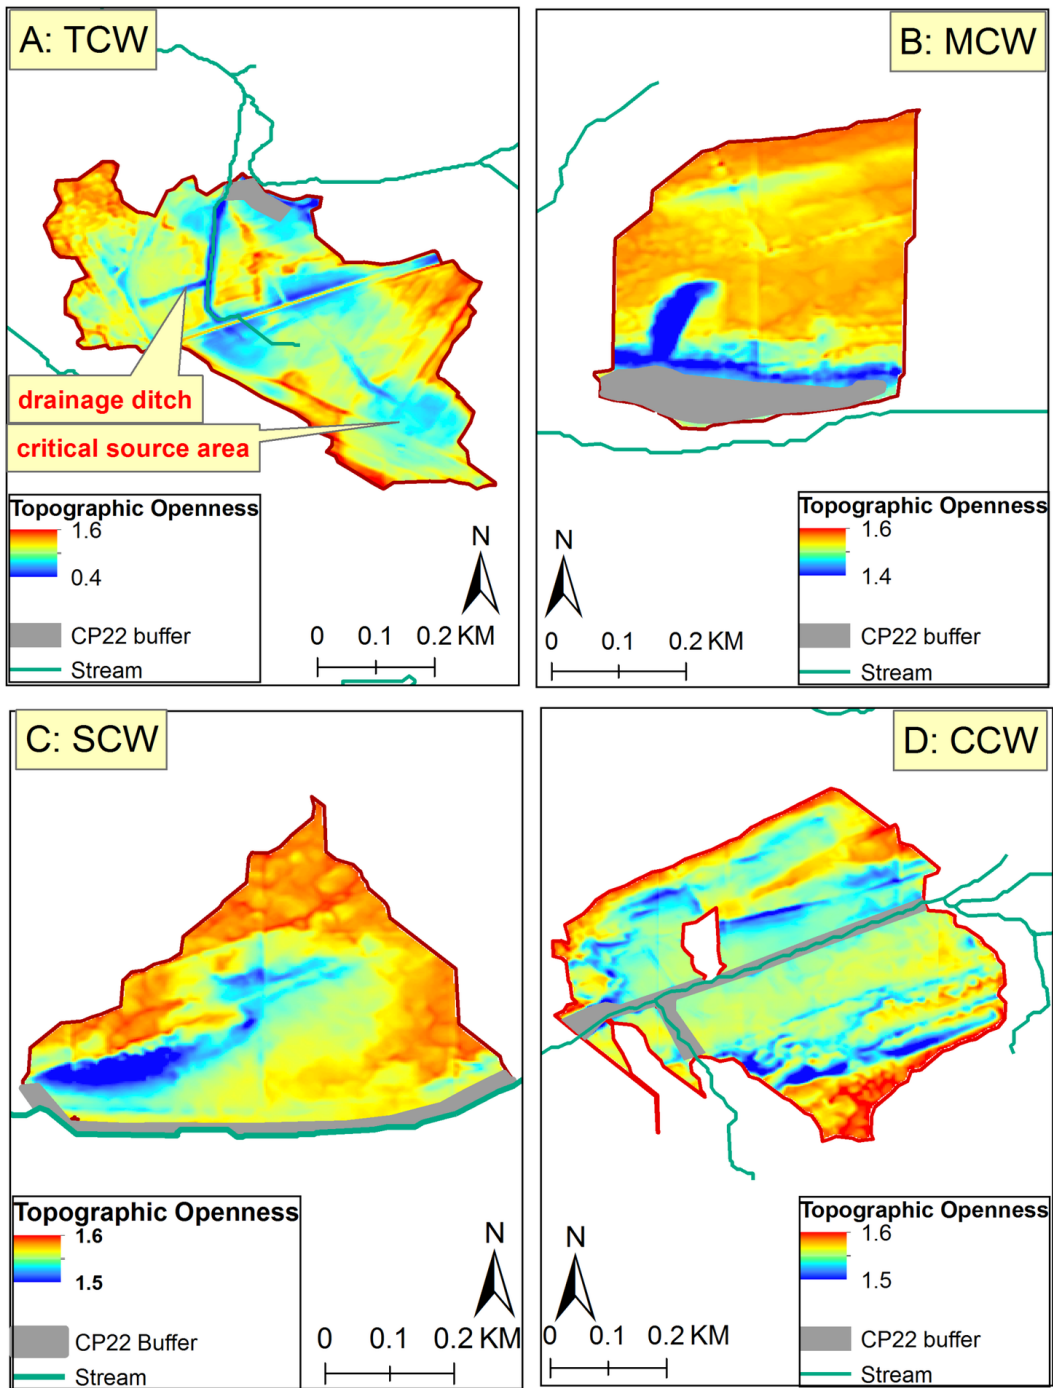 A: TCW
drainage ditch
critical source area
Topographic Openness
1.6
0.4
CP22 buffer
Stream
N
0 0.1 0.2 KM
B: MCW
Topographic Openness
1.6
1.4
CP22 buffer
Stream
N
0 0.1 0.2 KM
C: SCW
Topographic Openness
1.6
1.5
CP22 Buffer
Stream
N
0 0.1 0.2 KM
D: CCW
Topographic Openness
1.6
1.5
CP22 buffer
Stream
N
0 0.1 0.2 KM